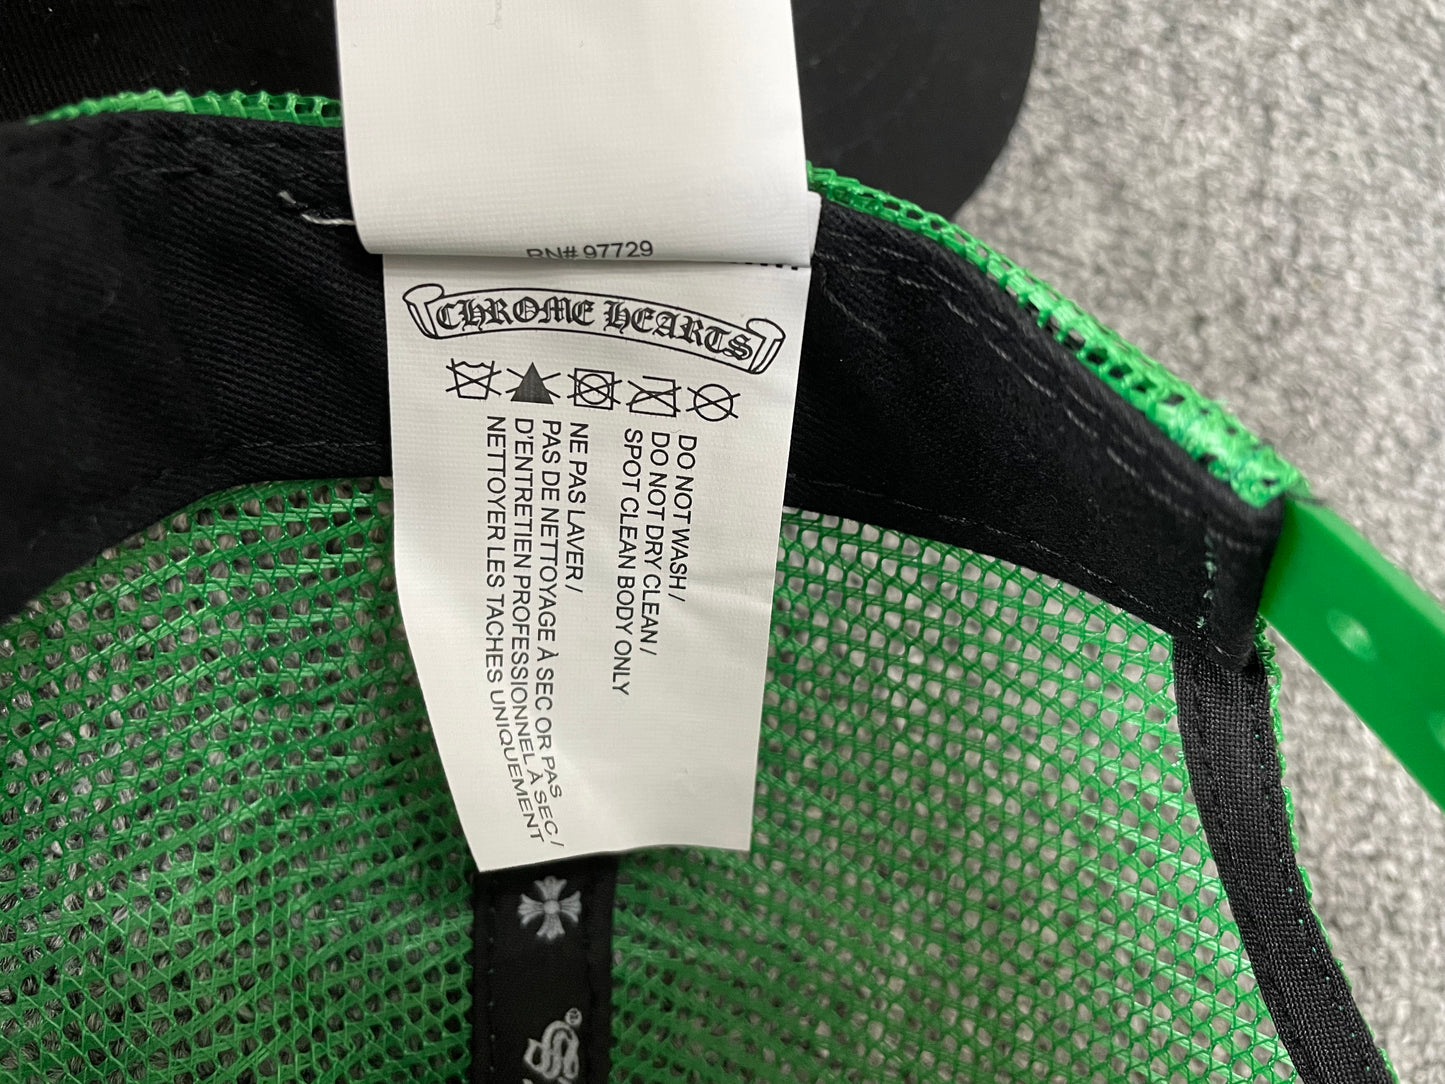 RN# 97729
CHROME HEARTS
DO NOT WASH /
DO NOT DRY CLEAN /
SPOT CLEAN BODY ONLY
NE PAS LAVER /
PAS DE NETTOYAGE À SEC OR PAS
D'ENTRETIEN PROFESSIONNEL À SEC /
NETTOYER LES TACHES UNIQUEMENT